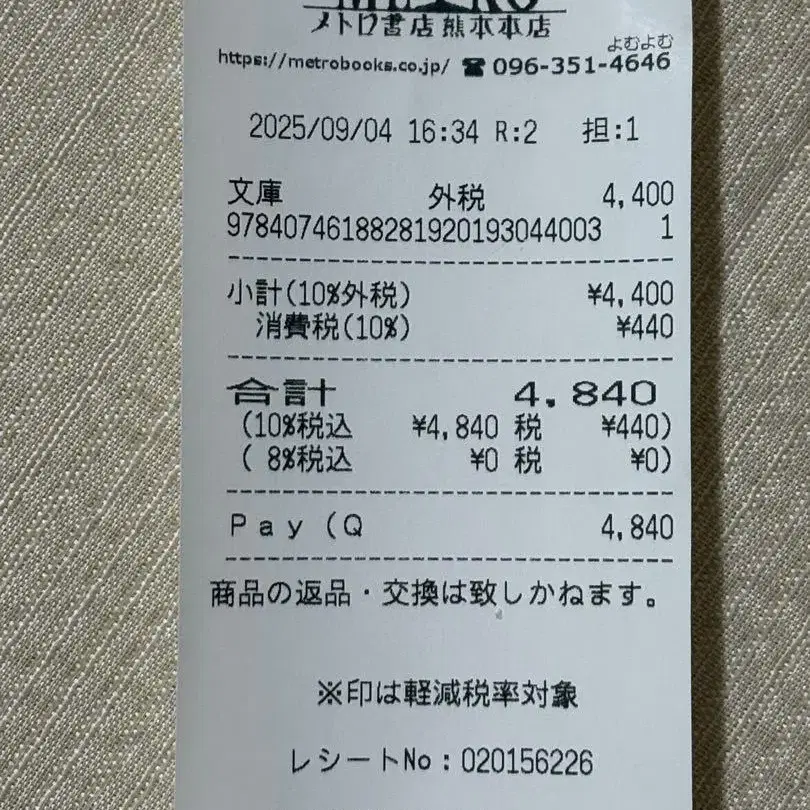 メトロ書店熊本本店
よむよむ
https://metrobooks.co.jp/ ☎ 096-351-4646
2025/09/04 16:34 R:2 担:1
文庫 外税 4,400
9784074618828192019304​4003 1
小計(10%外税) ¥4,400
消費税(10%) ¥440
合計 4,840
(10%税込 ¥4,840 税 ¥440)
( 8%税込 ¥0 税 ¥0)
Pay (Q 4,840
商品の返品・交換は致しかねます。
※印は軽減税率対象
レシートNo:020156226